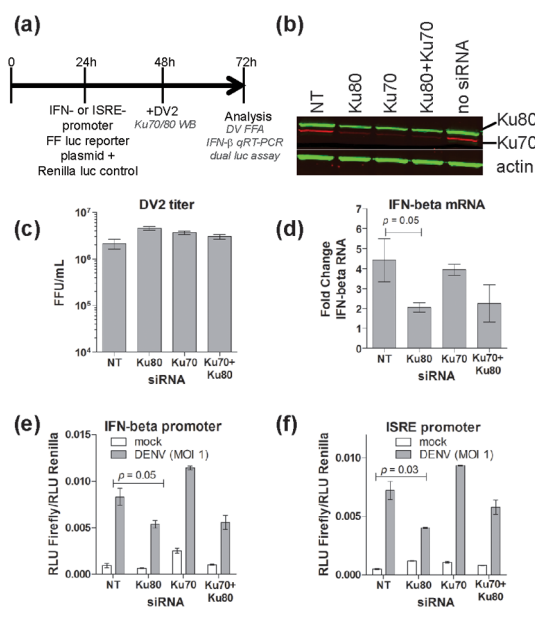 (a)
0
24h
48h
72h
IFN- or ISRE-
promoter
FF luc reporter
plasmid +
Renilla luc control
+DV2
Ku70/80 WB
Analysis
DV FFA
IFN-β qRT-PCR
dual luc assay
(b)
NT
Ku80
Ku70
Ku80+Ku70
no siRNA
Ku80
Ku70
actin
(c)
DV2 titer
FFU/mL
10⁷
10⁶
10⁵
10⁴
NT Ku80 Ku70 Ku70+
Ku80
siRNA
(d)
IFN-beta mRNA
p = 0.05
Fold Change
IFN-beta RNA
7
6
5
4
3
2
1
0
NT Ku80 Ku70 Ku70+
Ku80
siRNA
(e)
IFN-beta promoter
mock
DENV (MOI 1)
p = 0.05
RLU Firefly/RLU Renilla
0.015
0.010
0.005
0.000
NT Ku80 Ku70 Ku70+
Ku80
siRNA
(f)
ISRE promoter
mock
DENV (MOI 1)
p = 0.03
RLU Firefly/RLU Renilla
0.010
0.005
0.000
NT Ku80 Ku70 Ku70+
Ku80
siRNA